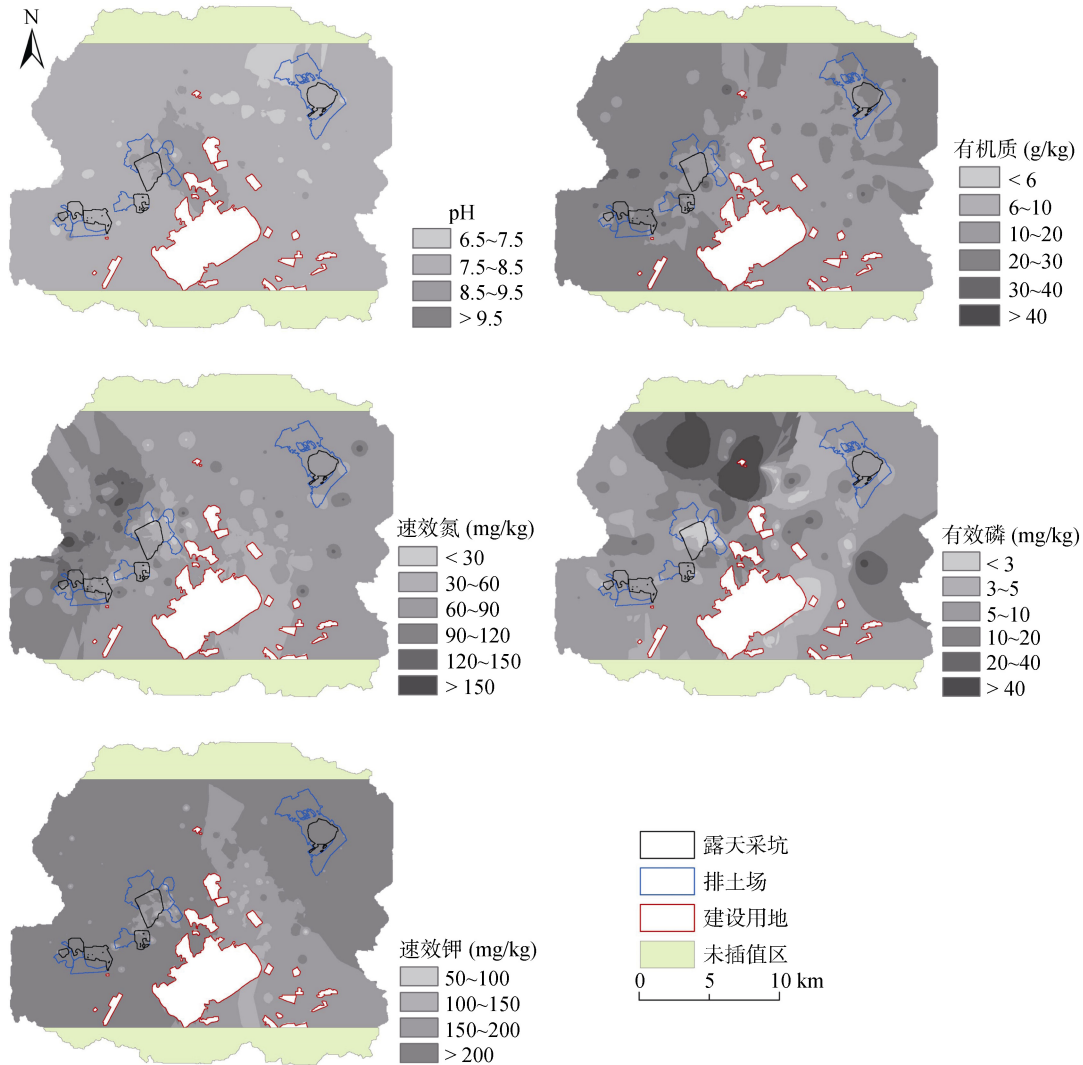 N
pH
6.5~7.5
7.5~8.5
8.5~9.5
> 9.5
有机质 (g/kg)
< 6
6~10
10~20
20~30
30~40
> 40
速效氮 (mg/kg)
< 30
30~60
60~90
90~120
120~150
> 150
有效磷 (mg/kg)
< 3
3~5
5~10
10~20
20~40
> 40
速效钾 (mg/kg)
50~100
100~150
150~200
> 200
露天采坑
排土场
建设用地
未插值区
0 5 10 km